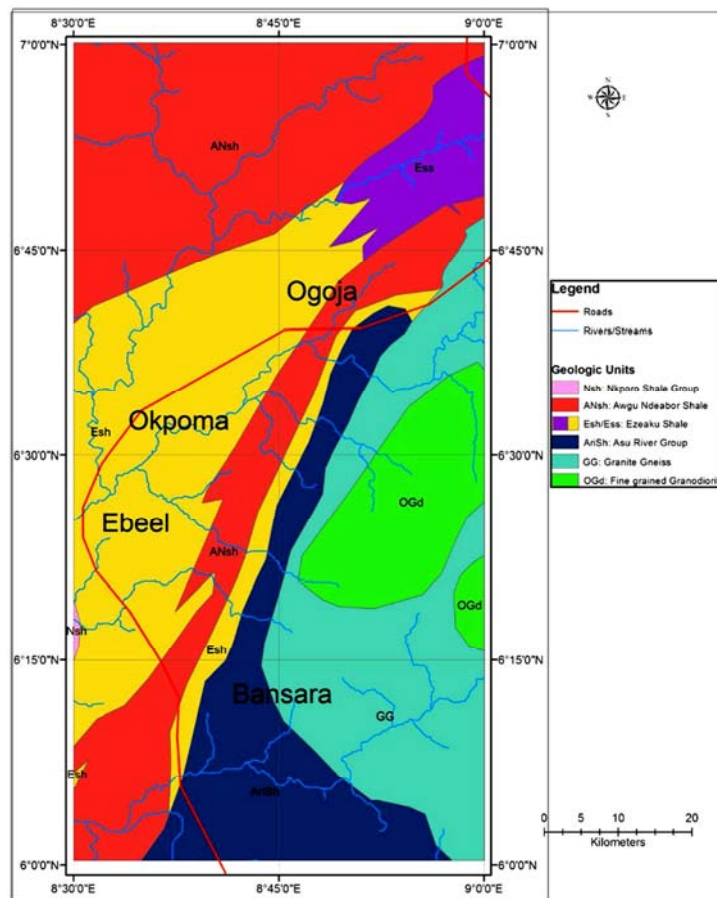 8°30'0"E 8°45'0"E 9°0'0"E
7°0'0"N 7°0'0"N
N
W E
S
ANsh
Ess
6°45'0"N 6°45'0"N
Ogoja
Legend
Roads
Rivers/Streams
Geologic Units
Nsh: Nkporo Shale Group
ANsh: Awgu Ndeabor Shale
Esh/Ess: Ezeaku Shale
AriSh: Asu River Group
GG: Granite Gneiss
OGd: Fine grained Granodiori
Okpoma
Esh
6°30'0"N 6°30'0"N
OGd
Ebeel
ANsh
OGd
Nsh
6°15'0"N 6°15'0"N
Esh
Bansara
GG
Esh
AriSh
0 5 10 20
Kilometers
6°0'0"N 6°0'0"N
8°30'0"E 8°45'0"E 9°0'0"E